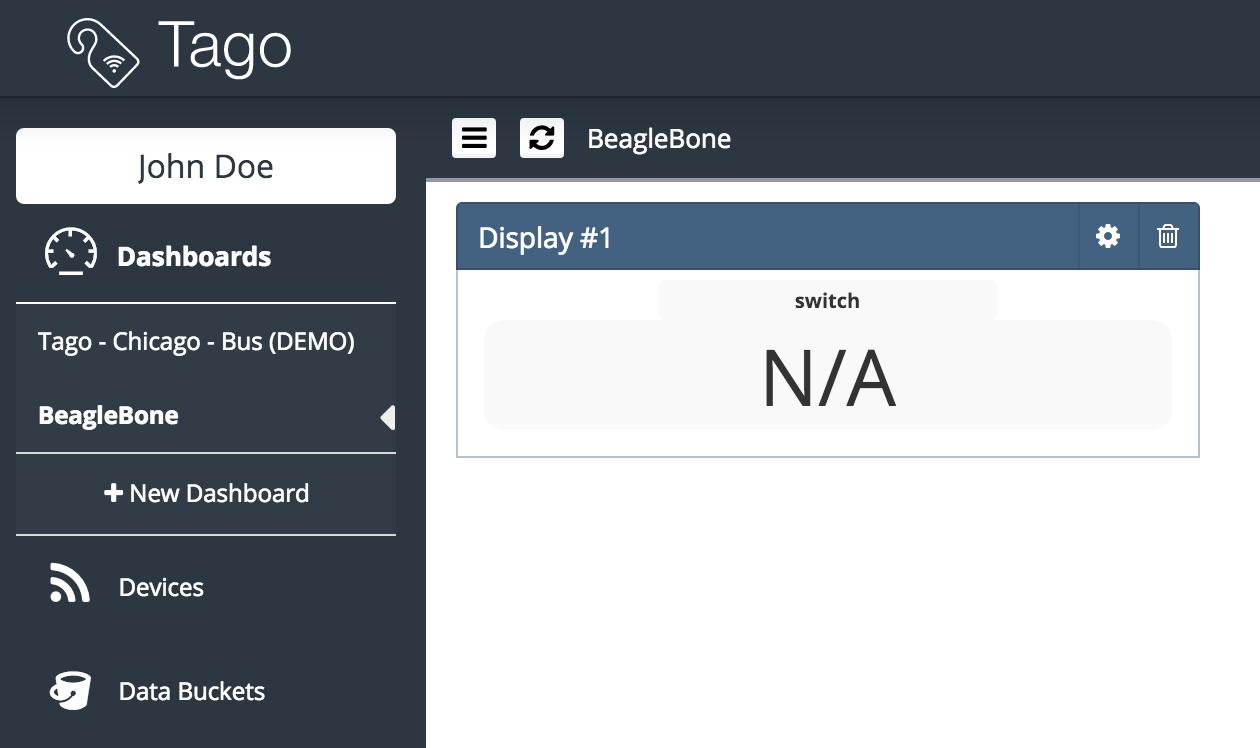 Tago
John Doe
Dashboards
Tago - Chicago - Bus (DEMO)
BeagleBone
New Dashboard
Devices
Data Buckets
BeagleBone
Display #1
switch
N/A